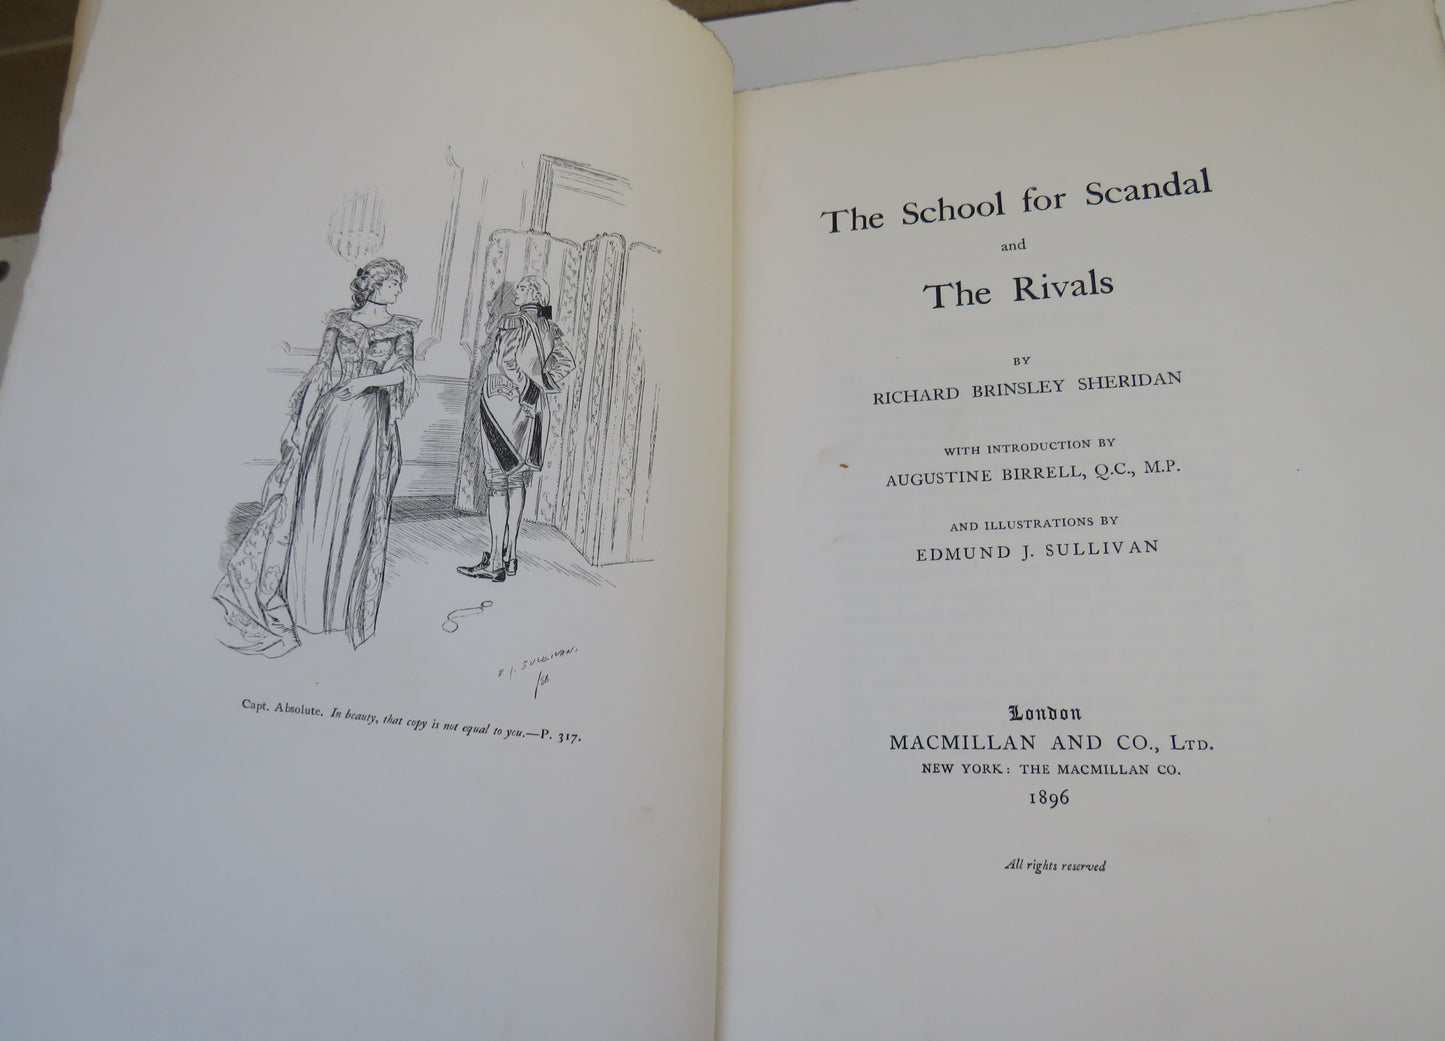 E. J. SULLIVAN.
Capt. Absolute. In beauty, that copy is not equal to you.—P. 317.
The School for Scandal
and
The Rivals
BY
RICHARD BRINSLEY SHERIDAN
WITH INTRODUCTION BY
AUGUSTINE BIRRELL, Q.C., M.P.
AND ILLUSTRATIONS BY
EDMUND J. SULLIVAN
London
MACMILLAN AND CO., LTD.
NEW YORK: THE MACMILLAN CO.
1896
All rights reserved